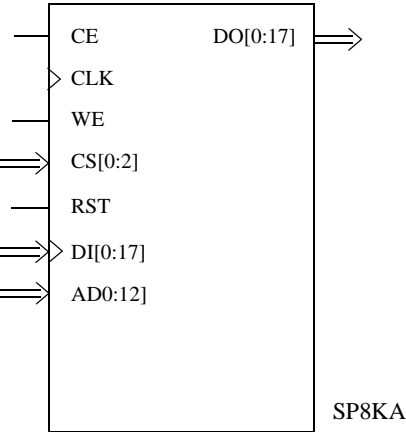 CE DO[0:17]
CLK
WE
CS[0:2]
RST
DI[0:17]
AD0:12]
SP8KA